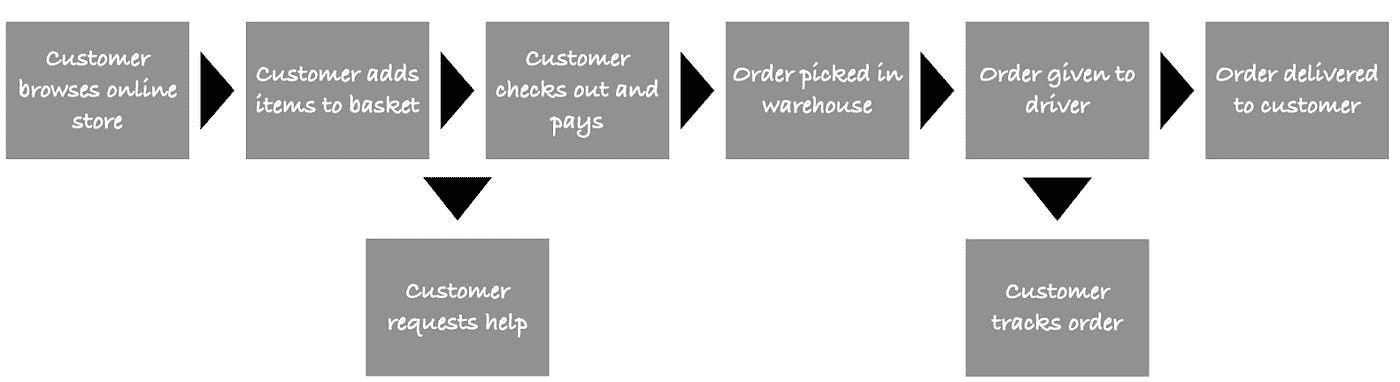 Customer
browses online
store
Customer adds
items to basket
Customer
checks out and
pays
Order picked in
warehouse
Order given to
driver
Order delivered
to customer
Customer
requests help
Customer
tracks order